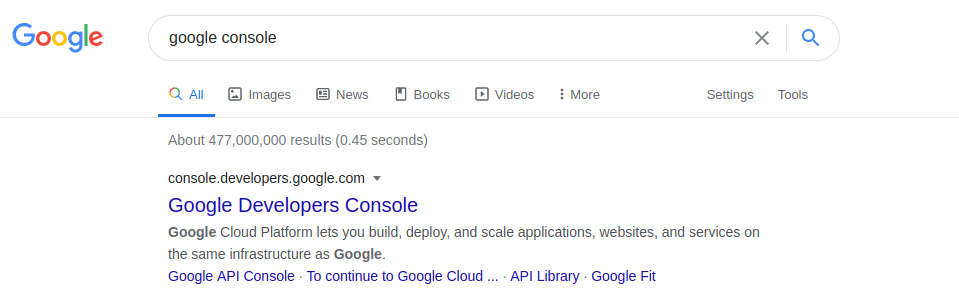 Google
google console
All Images News Books Videos More Settings Tools
About 477,000,000 results (0.45 seconds)
console.developers.google.com
Google Developers Console
Google Cloud Platform lets you build, deploy, and scale applications, websites, and services on
the same infrastructure as Google.
Google API Console · To continue to Google Cloud ... · API Library · Google Fit